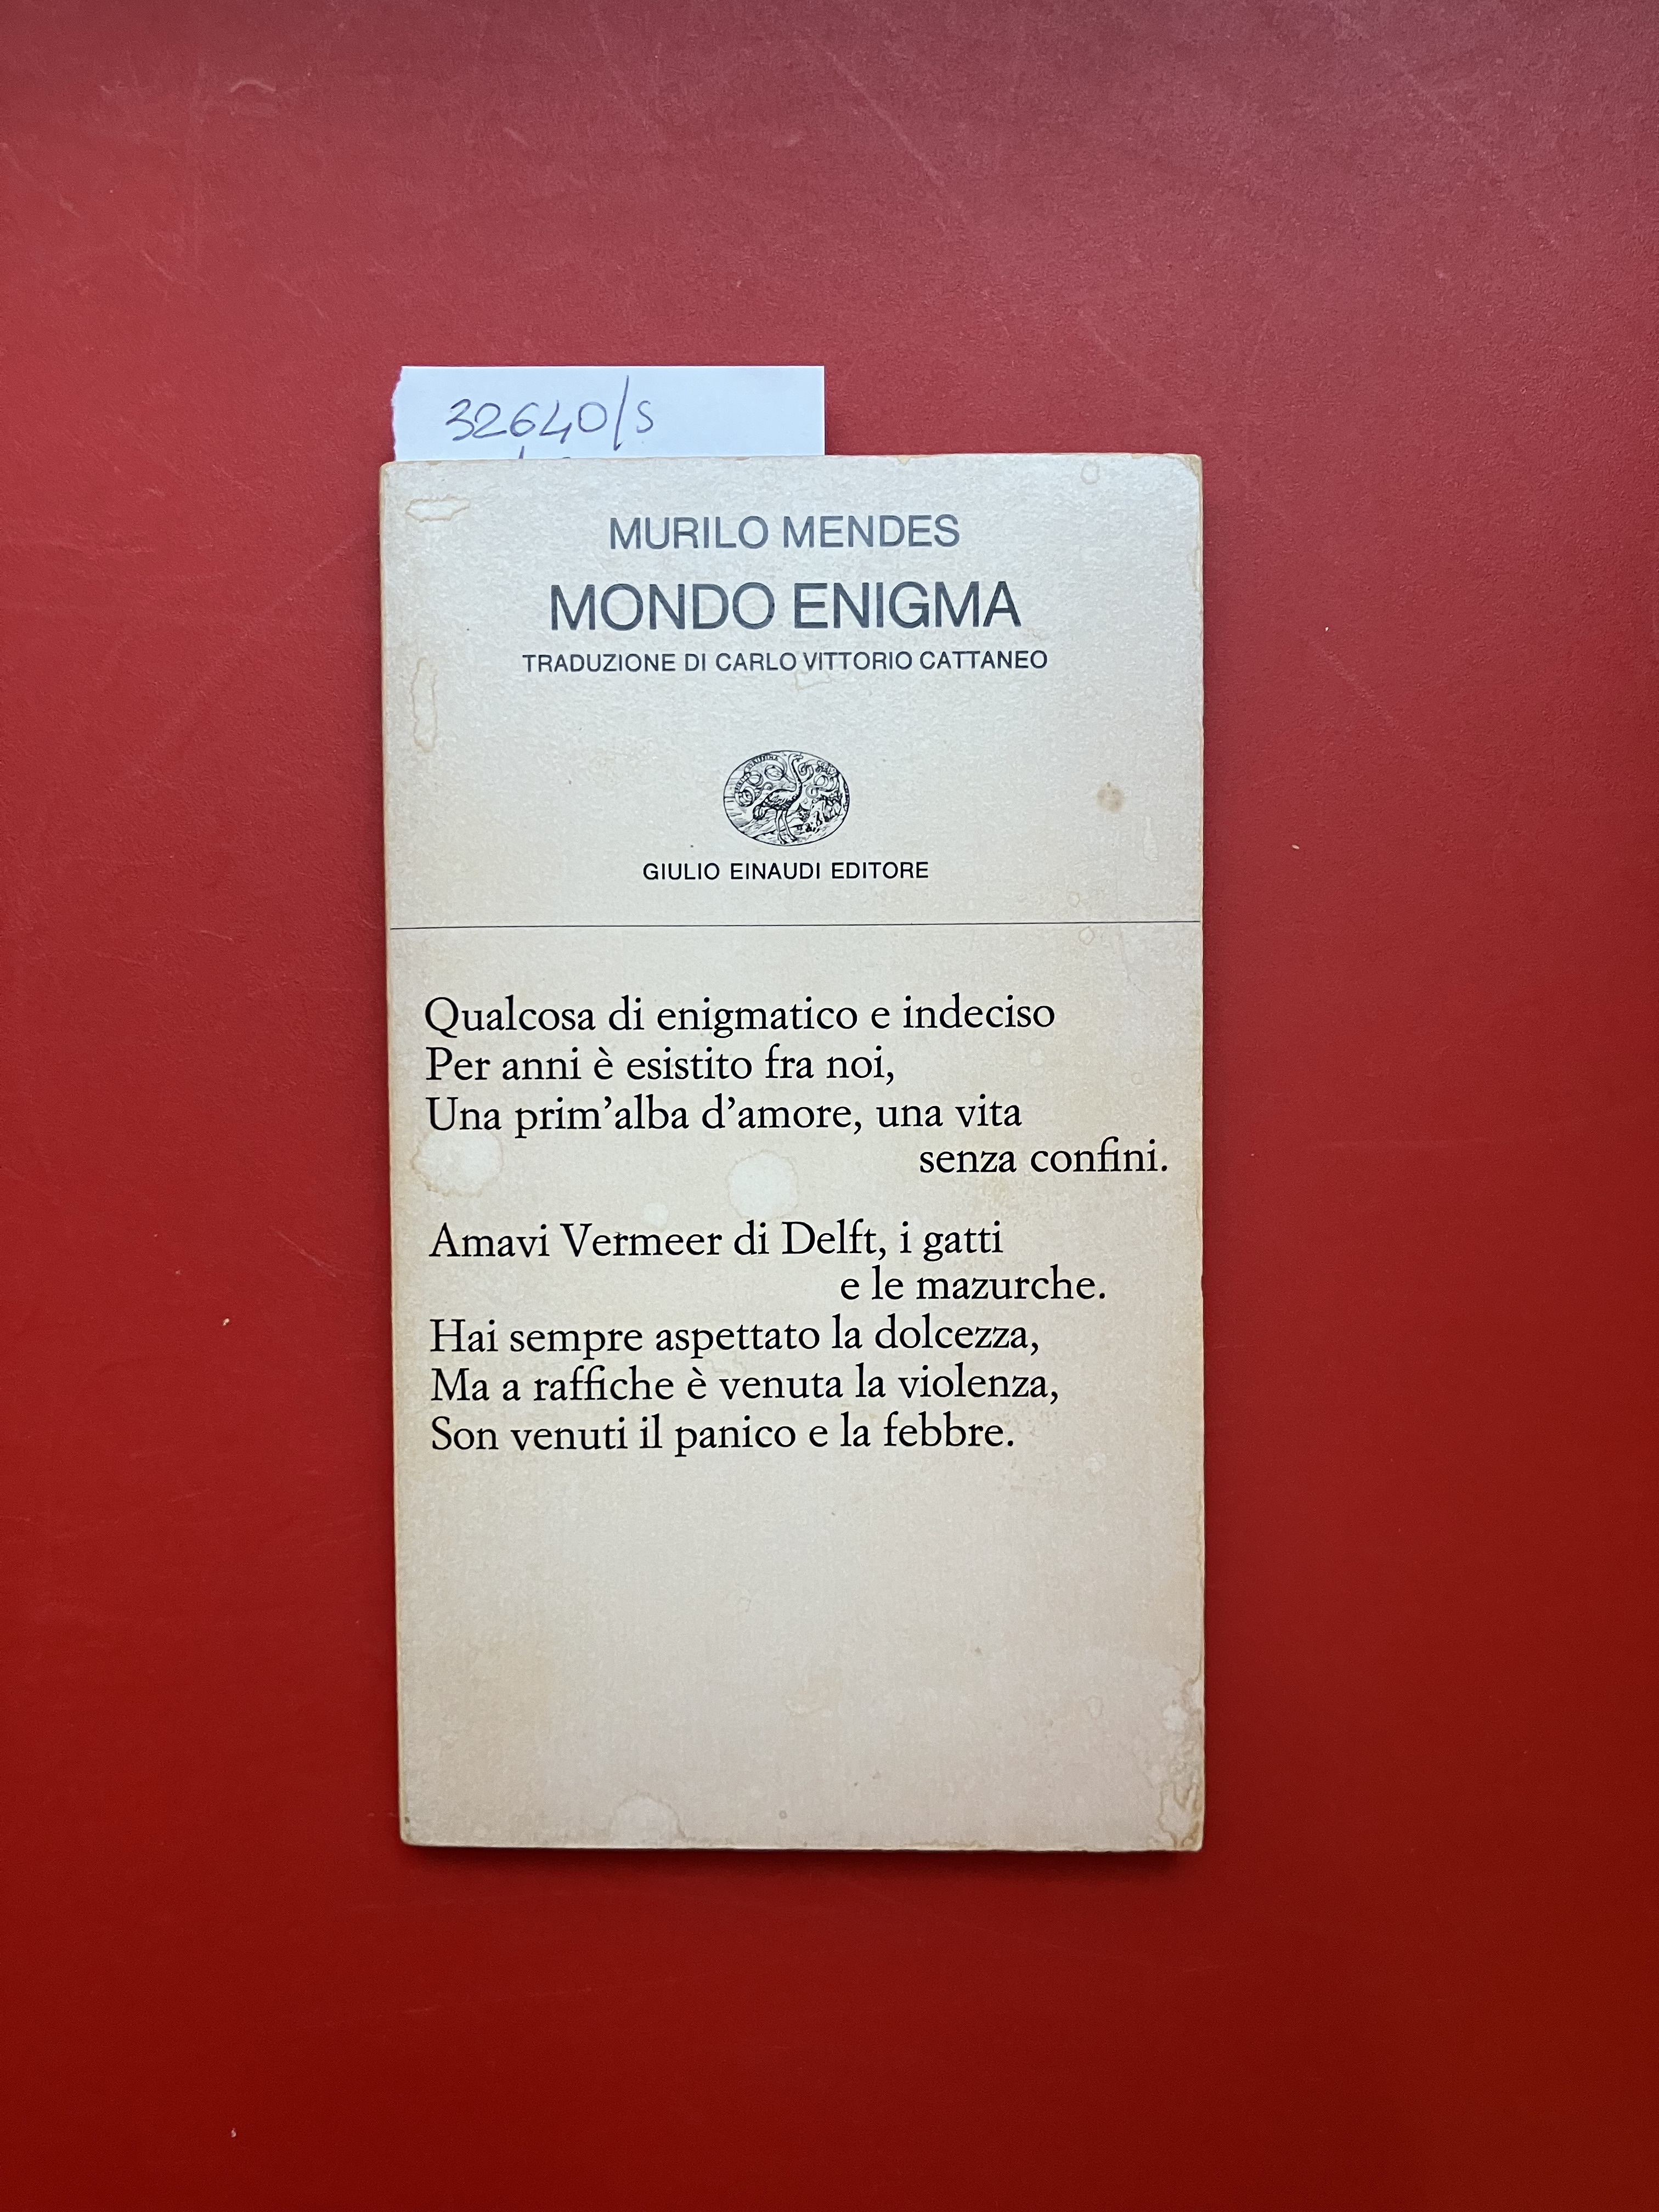 32640/S
MURILO MENDES
MONDO ENIGMA
TRADUZIONE DI CARLO VITTORIO CATTANEO
GIULIO EINAUDI EDITORE
Qualcosa di enigmatico e indeciso
Per anni è esistito fra noi,
Una prim’alba d’amore, una vita
senza confini.
Amavi Vermeer di Delft, i gatti
e le mazurche.
Hai sempre aspettato la dolcezza,
Ma a raffiche è venuta la violenza,
Son venuti il panico e la febbre.